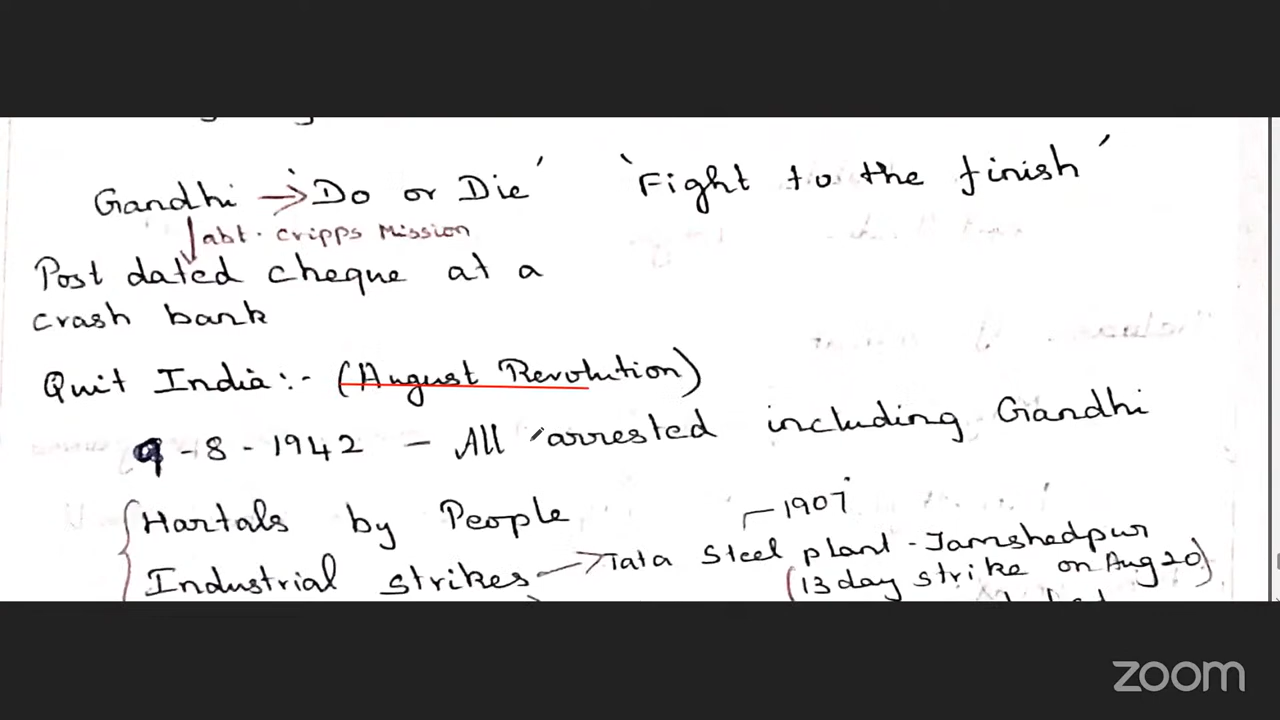 Gandhi → 'Do or Die' 'Fight to the finish'
abt. Cripps Mission
Post dated cheque at a
crash bank
Quit India:- (August Revolution)
9-8-1942 – All arrested including Gandhi
Hartals by People
1907
Industrial strikes → Tata Steel plant - Jamshedpur
(13 day strike on Aug 20)
zoom